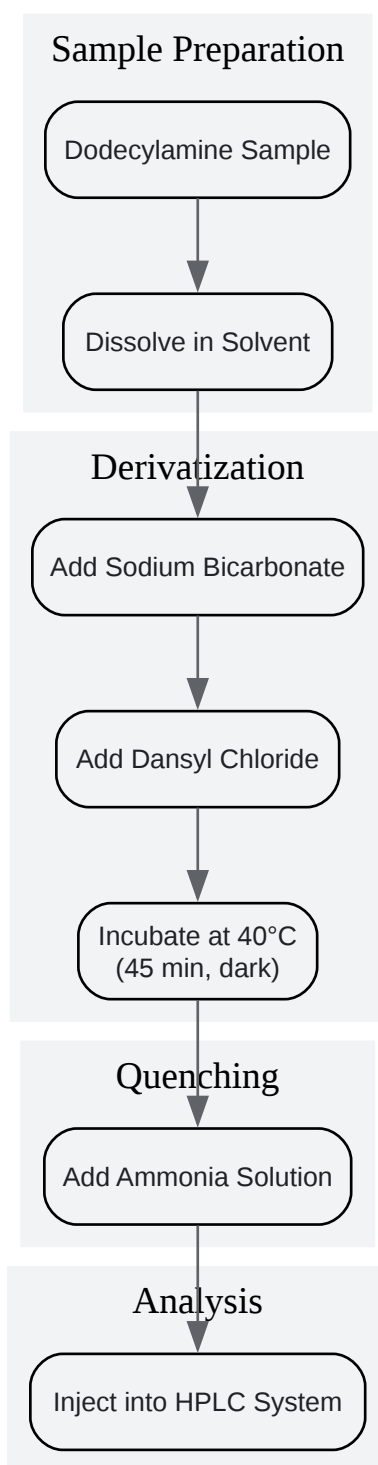 Sample Preparation
Dodecylamine Sample
Dissolve in Solvent
Derivatization
Add Sodium Bicarbonate
Add Dansyl Chloride
Incubate at 40°C
(45 min, dark)
Quenching
Add Ammonia Solution
Analysis
Inject into HPLC System